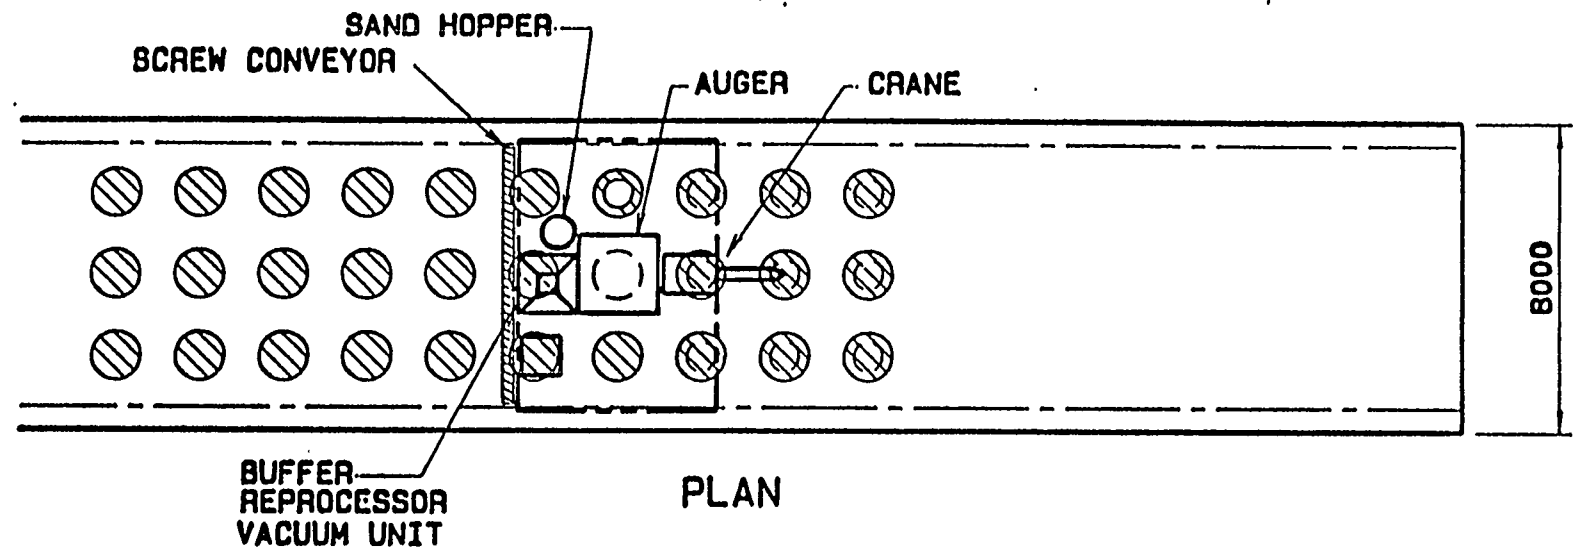 SAND HOPPER
SCREW CONVEYOR
AUGER
CRANE
8000
BUFFER
REPROCESSOR
VACUUM UNIT
PLAN